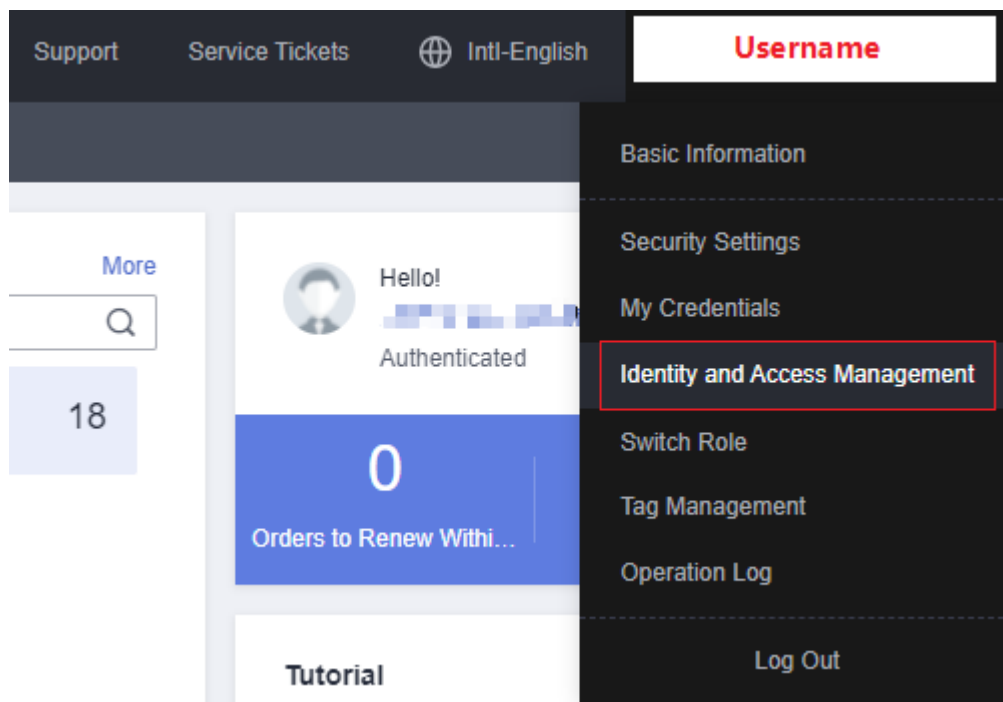 Support Service Tickets Intl-English Username
Basic Information
Security Settings
My Credentials
Identity and Access Management
Switch Role
Tag Management
Operation Log
Log Out
More
18
Hello!
Authenticated
0
Orders to Renew Withi...
Tutorial